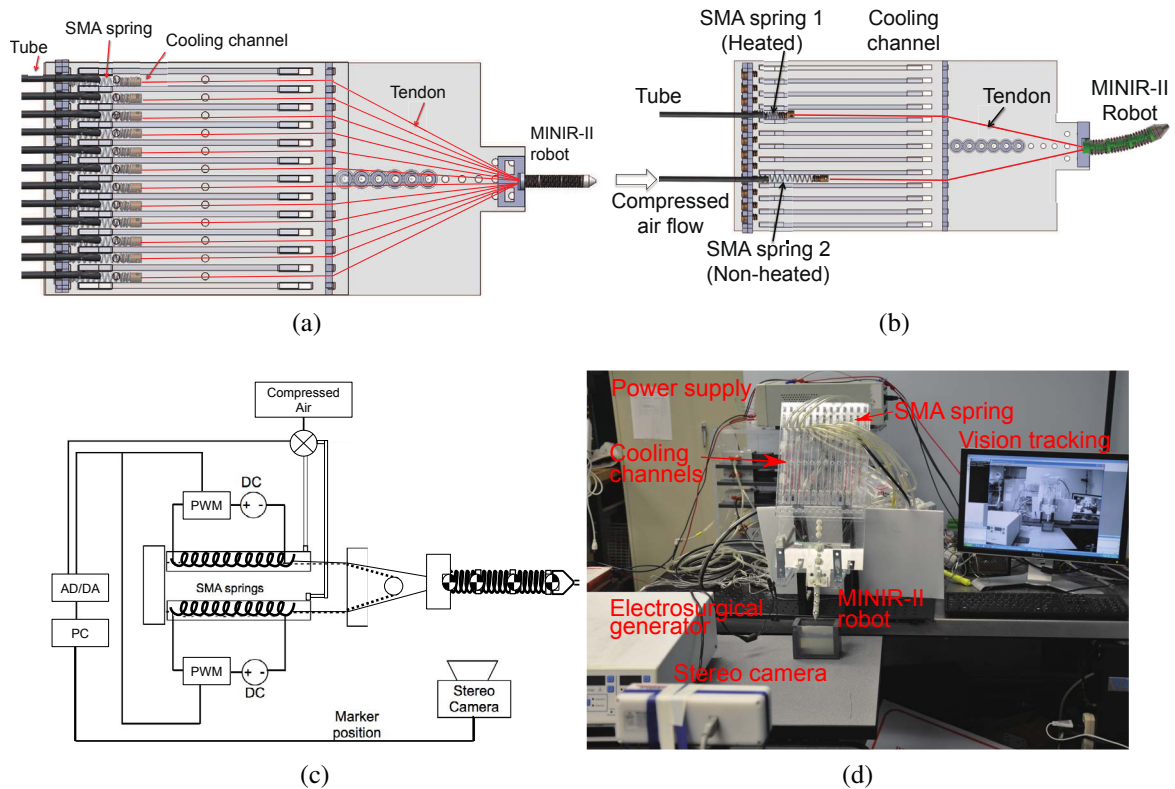 Tube
SMA spring
Cooling channel
Tendon
MINIR-II
robot
(a)
SMA spring 1
(Heated)
Cooling
channel
Tube
Tendon
MINIR-II
Robot
Compressed
air flow
SMA spring 2
(Non-heated)
(b)
Compressed
Air
DC
PWM
+ -
SMA springs
AD/DA
PC
PWM
+ -
DC
Stereo
Camera
Marker
position
(c)
Power supply
SMA spring
Cooling
channels
Vision tracking
Electrosurgical
generator
MINIR-II
robot
Stereo camera
(d)